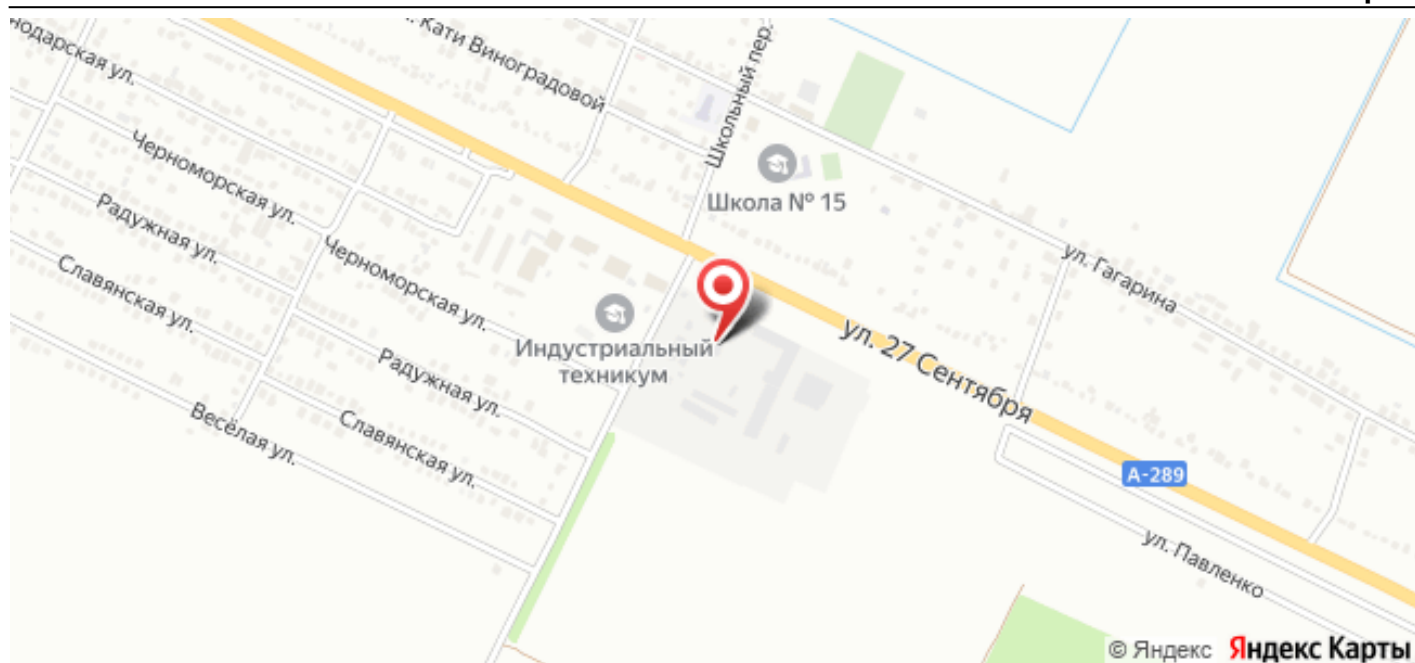 нодарская ул.
. Кати Виноградовой
Школьный пер.
Черноморская ул.
Школа № 15
Радужная ул.
ул. Гагарина
Черноморская ул.
Славянская ул.
Индустриальный
техникум
ул. 27 Сентября
Радужная ул.
Весёлая ул.
Славянская ул.
А-289
ул. Павленко
© Яндекс Яндекс Карты